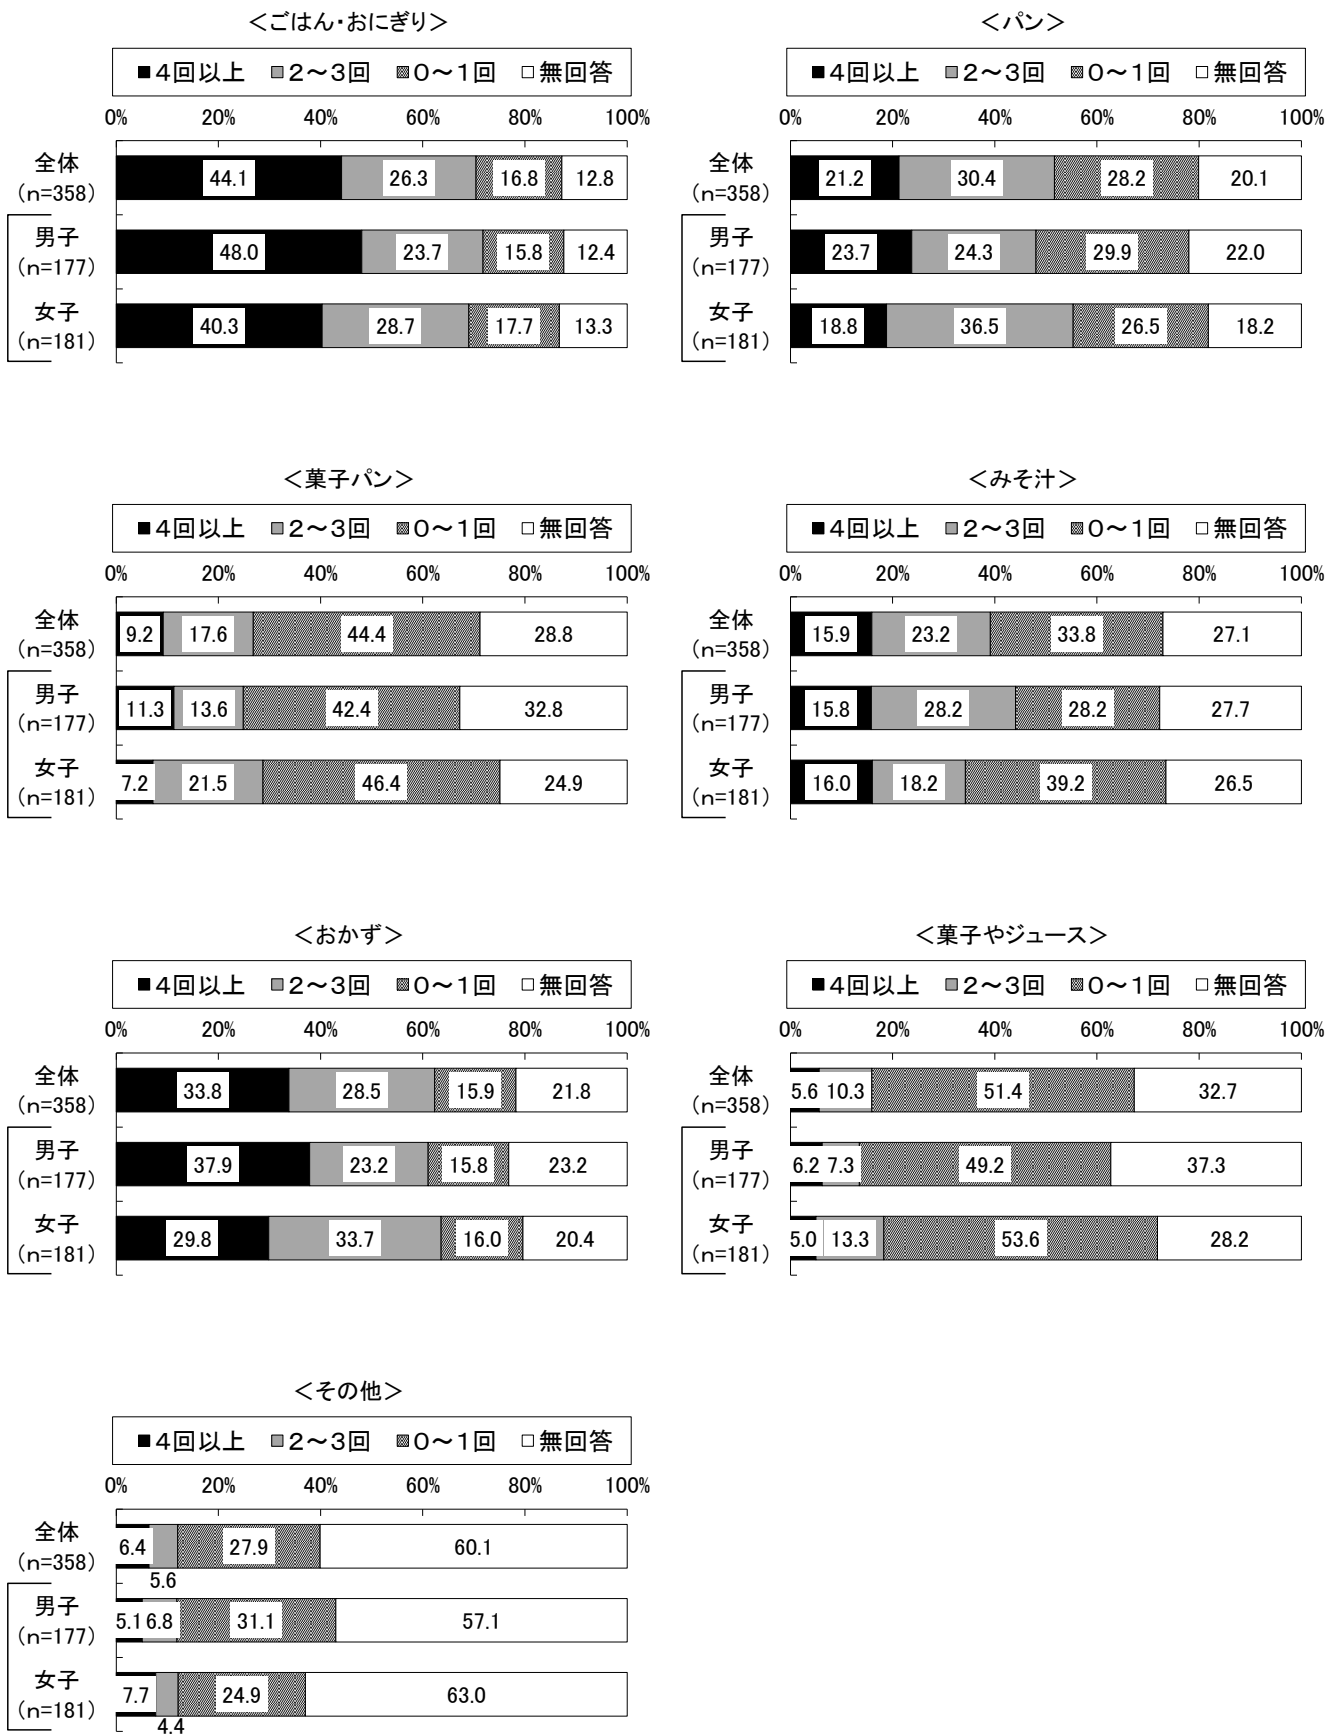 ＜ごはん・おにぎり＞
■4回以上 ■2～3回 ■0～1回 □無回答
0% 20% 40% 60% 80% 100%
全体
(n=358)
44.1 26.3 16.8 12.8
男子
(n=177)
48.0 23.7 15.8 12.4
女子
(n=181)
40.3 28.7 17.7 13.3
＜パン＞
■4回以上 ■2～3回 ■0～1回 □無回答
0% 20% 40% 60% 80% 100%
全体
(n=358)
21.2 30.4 28.2 20.1
男子
(n=177)
23.7 24.3 29.9 22.0
女子
(n=181)
18.8 36.5 26.5 18.2
＜菓子パン＞
■4回以上 ■2～3回 ■0～1回 □無回答
0% 20% 40% 60% 80% 100%
全体
(n=358)
9.2 17.6 44.4 28.8
男子
(n=177)
11.3 13.6 42.4 32.8
女子
(n=181)
7.2 21.5 46.4 24.9
＜みそ汁＞
■4回以上 ■2～3回 ■0～1回 □無回答
0% 20% 40% 60% 80% 100%
全体
(n=358)
15.9 23.2 33.8 27.1
男子
(n=177)
15.8 28.2 28.2 27.7
女子
(n=181)
16.0 18.2 39.2 26.5
＜おかず＞
■4回以上 ■2～3回 ■0～1回 □無回答
0% 20% 40% 60% 80% 100%
全体
(n=358)
33.8 28.5 15.9 21.8
男子
(n=177)
37.9 23.2 15.8 23.2
女子
(n=181)
29.8 33.7 16.0 20.4
＜菓子やジュース＞
■4回以上 ■2～3回 ■0～1回 □無回答
0% 20% 40% 60% 80% 100%
全体
(n=358)
5.6 10.3 51.4 32.7
男子
(n=177)
6.2 7.3 49.2 37.3
女子
(n=181)
5.0 13.3 53.6 28.2
＜その他＞
■4回以上 ■2～3回 ■0～1回 □無回答
0% 20% 40% 60% 80% 100%
全体
(n=358)
6.4 27.9 60.1
5.6
男子
(n=177)
5.1 6.8 31.1 57.1
女子
(n=181)
7.7 24.9 63.0
4.4